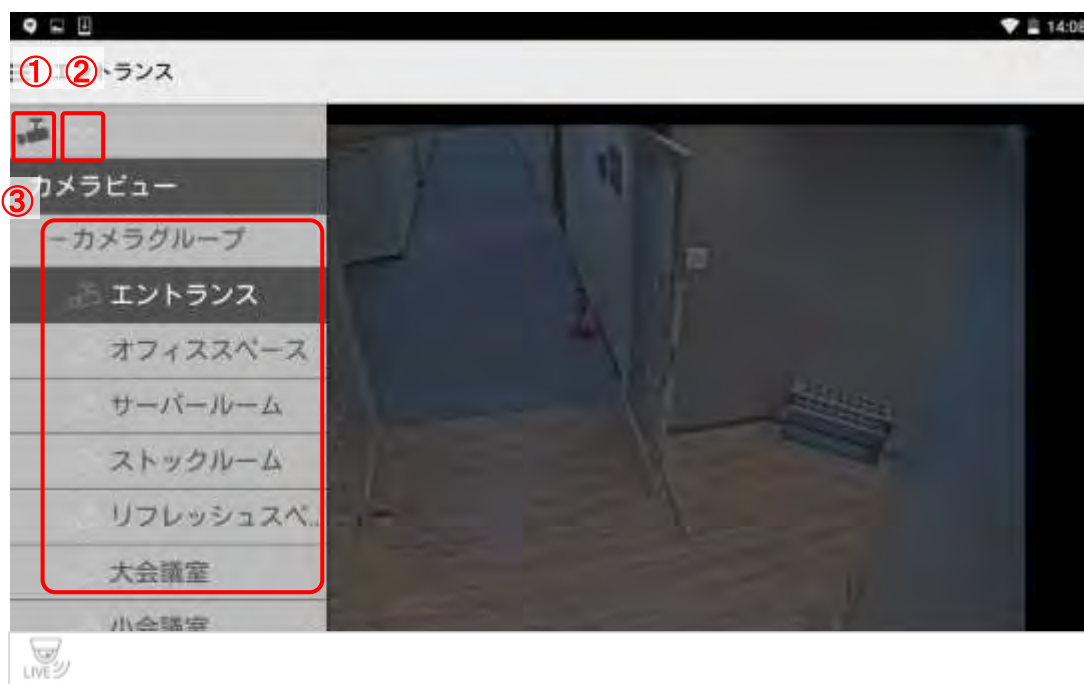 14:08
① ② トランス
カメラビュー
③
－カメラグループ
エントランス
オフィススペース
サーバールーム
ストックルーム
リフレッシュスペ..
大会議室
小会議室
LIVE